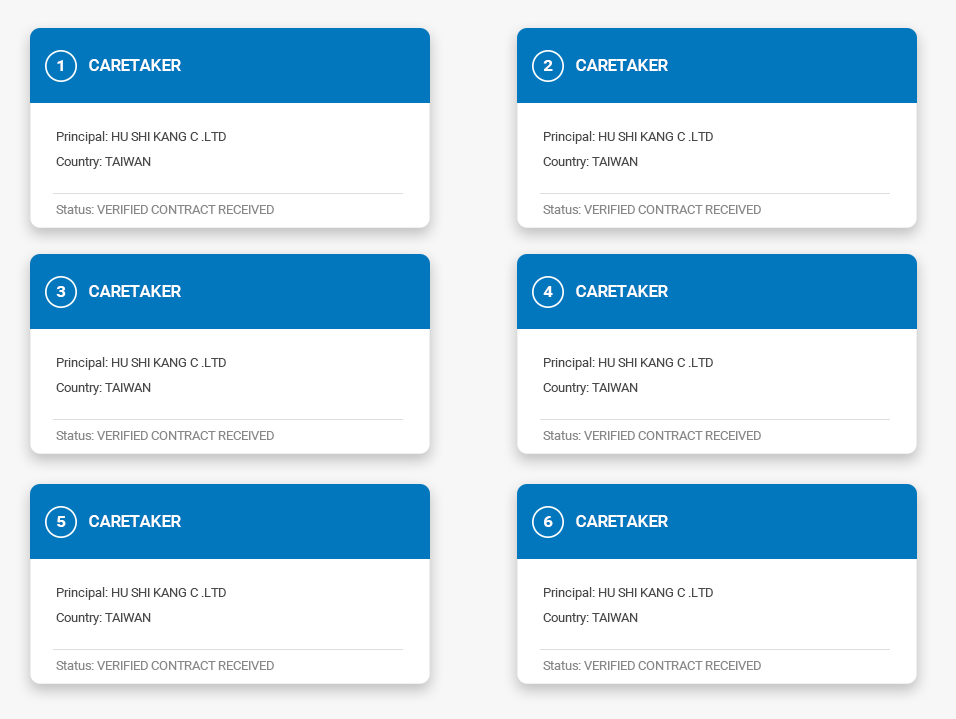 1 CARETAKER
Principal: HU SHI KANG C .LTD
Country: TAIWAN
Status: VERIFIED CONTRACT RECEIVED
2 CARETAKER
Principal: HU SHI KANG C .LTD
Country: TAIWAN
Status: VERIFIED CONTRACT RECEIVED
3 CARETAKER
Principal: HU SHI KANG C .LTD
Country: TAIWAN
Status: VERIFIED CONTRACT RECEIVED
4 CARETAKER
Principal: HU SHI KANG C .LTD
Country: TAIWAN
Status: VERIFIED CONTRACT RECEIVED
5 CARETAKER
Principal: HU SHI KANG C .LTD
Country: TAIWAN
Status: VERIFIED CONTRACT RECEIVED
6 CARETAKER
Principal: HU SHI KANG C .LTD
Country: TAIWAN
Status: VERIFIED CONTRACT RECEIVED